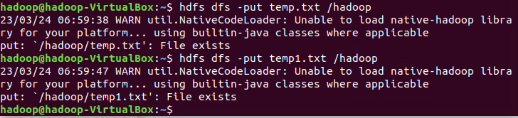 hadoop@hadoop-VirtualBox:~$ hdfs dfs -put temp.txt /hadoop
23/03/24 06:59:38 WARN util.NativeCodeLoader: Unable to load native-hadoop libra
ry for your platform... using builtin-java classes where applicable
put: `/hadoop/temp.txt': File exists
hadoop@hadoop-VirtualBox:~$ hdfs dfs -put temp1.txt /hadoop
23/03/24 06:59:47 WARN util.NativeCodeLoader: Unable to load native-hadoop libra
ry for your platform... using builtin-java classes where applicable
put: `/hadoop/temp1.txt': File exists
hadoop@hadoop-VirtualBox:~$